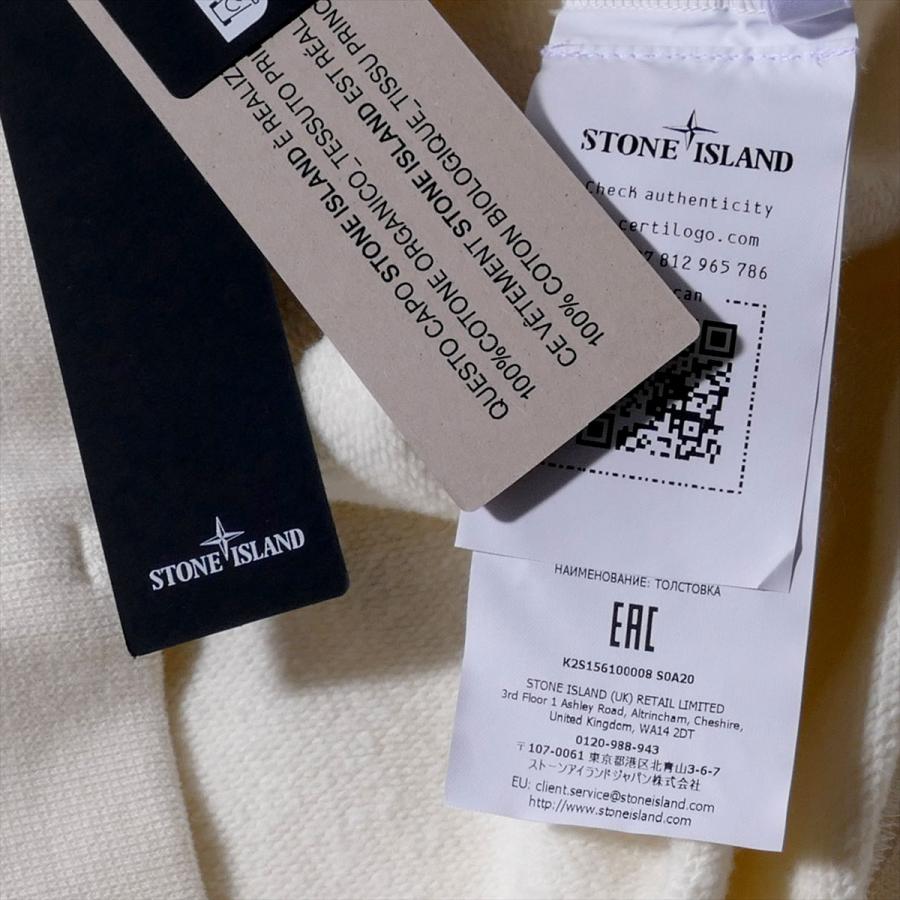 QUESTO CAPO STONE ISLAND È REALIZ
100%COTONE ORGANICO_TESSUTO PRI
CE VÊTEMENT STONE ISLAND EST RÉAL
100% COTON BIOLOGIQUE_TISSU PRINC
STONE ISLAND
STONE ISLAND
Check authenticity
certilogo.com
812 965 786
НАИМЕНОВАНИЕ: ТОЛСТОВКА
EAC
K2S156100008 S0A20
STONE ISLAND (UK) RETAIL LIMITED
3rd Floor 1 Ashley Road, Altrincham, Cheshire,
United Kingdom, WA14 2DT
0120-988-943
〒107-0061 東京都港区北青山3-6-7
ストーンアイランドジャパン株式会社
EU: client.service@stoneisland.com
http://www.stoneisland.com